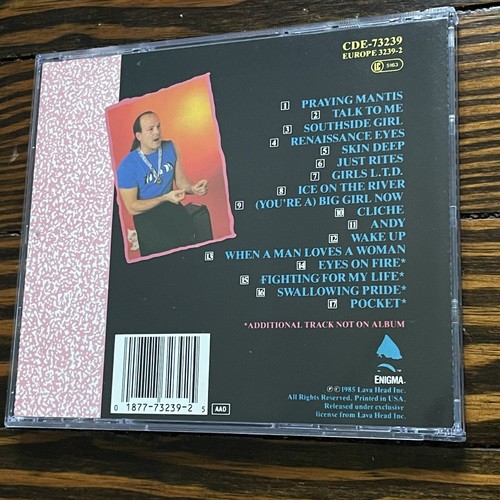 CDE-73239
EUROPE 3239-2
1 PRAYING MANTIS
2 TALK TO ME
3 SOUTHSIDE GIRL
4 RENAISSANCE EYES
5 SKIN DEEP
6 JUST RITES
7 GIRLS L.T.D.
8 ICE ON THE RIVER
9 (YOU'RE A) BIG GIRL NOW
10 CLICHE
11 ANDY
12 WAKE UP
13 WHEN A MAN LOVES A WOMAN
14 EYES ON FIRE*
15 FIGHTING FOR MY LIFE*
16 SWALLOWING PRIDE*
17 POCKET*
*ADDITIONAL TRACK NOT ON ALBUM
ENIGMA
℗ © 1985 Lava Head Inc.
All Rights Reserved. Printed in USA.
Released under exclusive
license from Lava Head Inc.
0 1877-73239-2 5
AAD